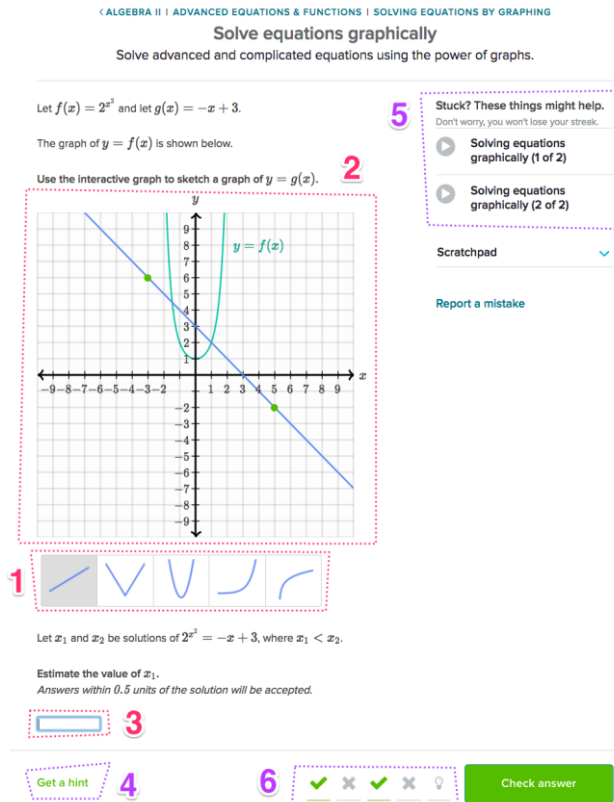 < ALGEBRA II | ADVANCED EQUATIONS & FUNCTIONS | SOLVING EQUATIONS BY GRAPHING
Solve equations graphically
Solve advanced and complicated equations using the power of graphs.
Let f(x) = 2^{x^2} and let g(x) = −x + 3.
The graph of y = f(x) is shown below.
Use the interactive graph to sketch a graph of y = g(x).
2
y
9
8
7
6
5
4
3
2
1
y = f(x)
x
−9 −8 −7 −6 −5 −4 −3 −2 1 2 3 4 5 6 7 8 9
−2
−3
−4
−5
−6
−7
−8
−9
1
Let x₁ and x₂ be solutions of 2^{x^2} = −x + 3, where x₁ < x₂.
Estimate the value of x₁.
Answers within 0.5 units of the solution will be accepted.
3
Get a hint
4
6
Check answer
5
Stuck? These things might help.
Don't worry, you won't lose your streak.
Solving equations
graphically (1 of 2)
Solving equations
graphically (2 of 2)
Scratchpad
Report a mistake